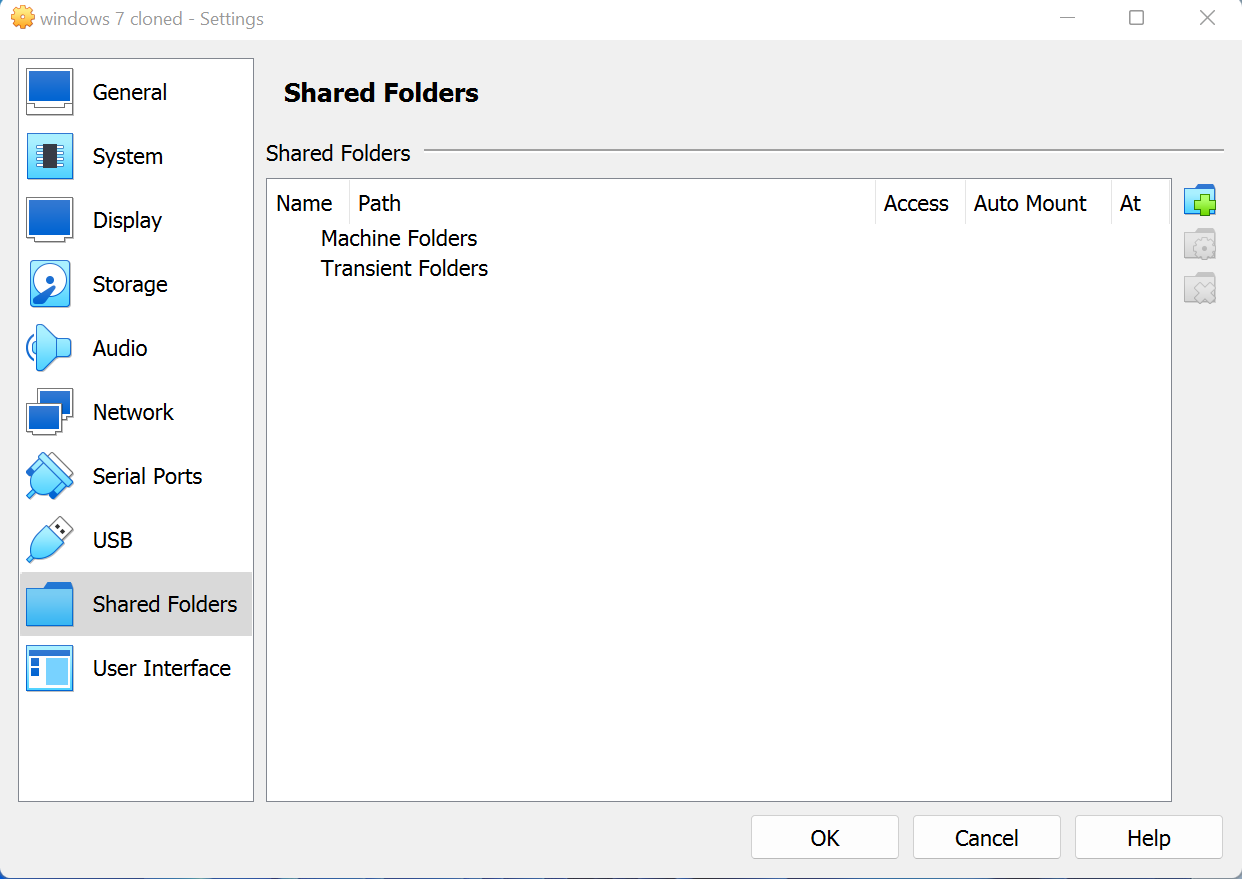 windows 7 cloned - Settings
General
System
Display
Storage
Audio
Network
Serial Ports
USB
Shared Folders
User Interface
Shared Folders
Shared Folders
Name Path Access Auto Mount At
Machine Folders
Transient Folders
OK Cancel Help